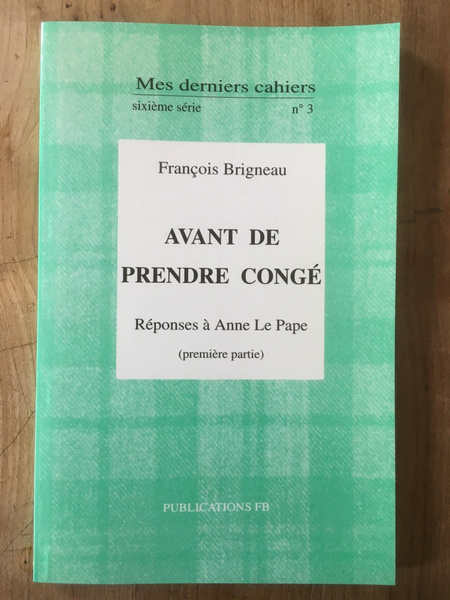 Mes derniers cahiers
sixième série n° 3
François Brigneau
AVANT DE
PRENDRE CONGÉ
Réponses à Anne Le Pape
(première partie)
PUBLICATIONS FB